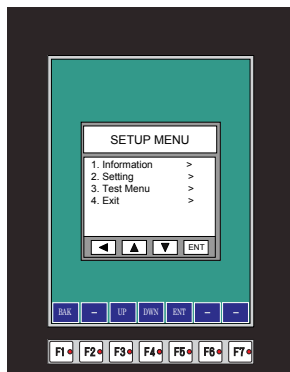 SETUP MENU
1. Information >
2. Setting >
3. Test Menu >
4. Exit >
ENT
BAK – UP DWN ENT – –
F1 F2 F3 F4 F5 F6 F7